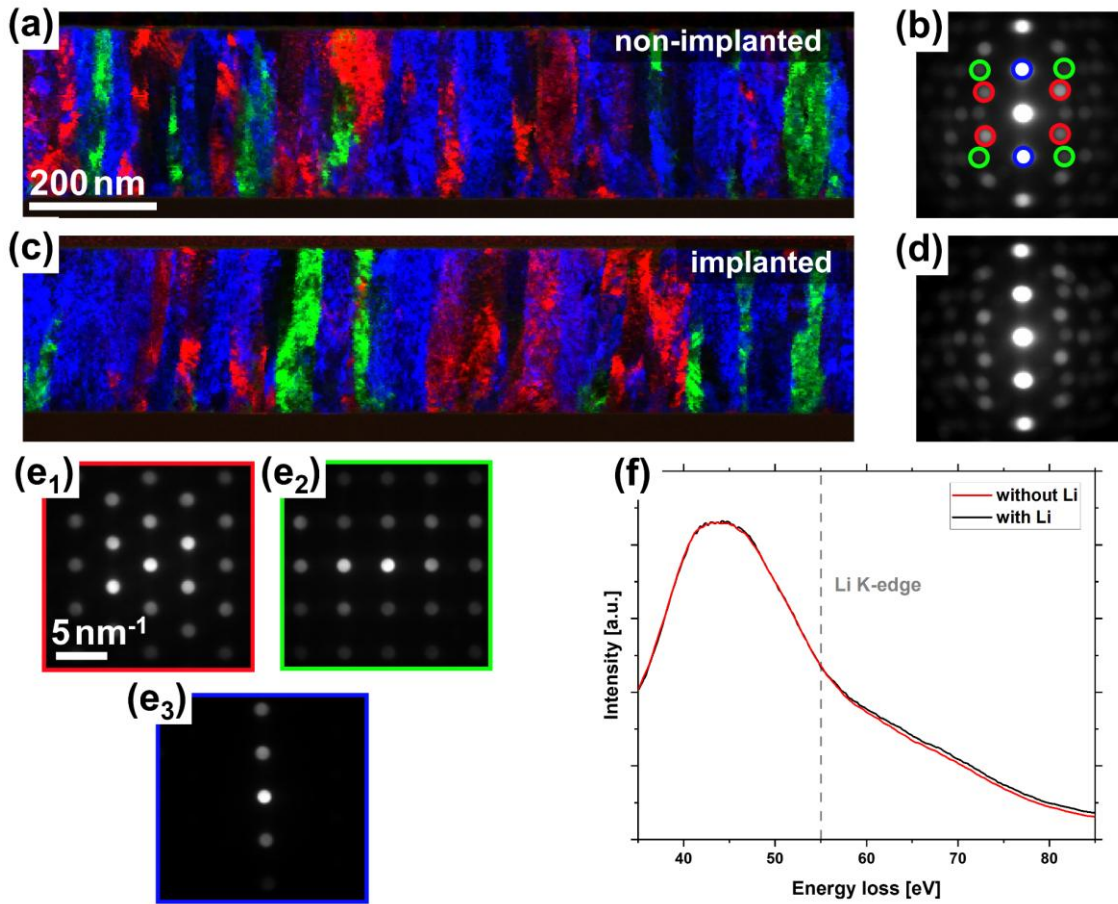 (a)
non-implanted
200 nm
(b)
(c)
implanted
(d)
(e₁)
5 nm⁻¹
(e₂)
(e₃)
(f)
without Li
with Li
Li K-edge
Intensity [a.u.]
40 50 60 70 80
Energy loss [eV]